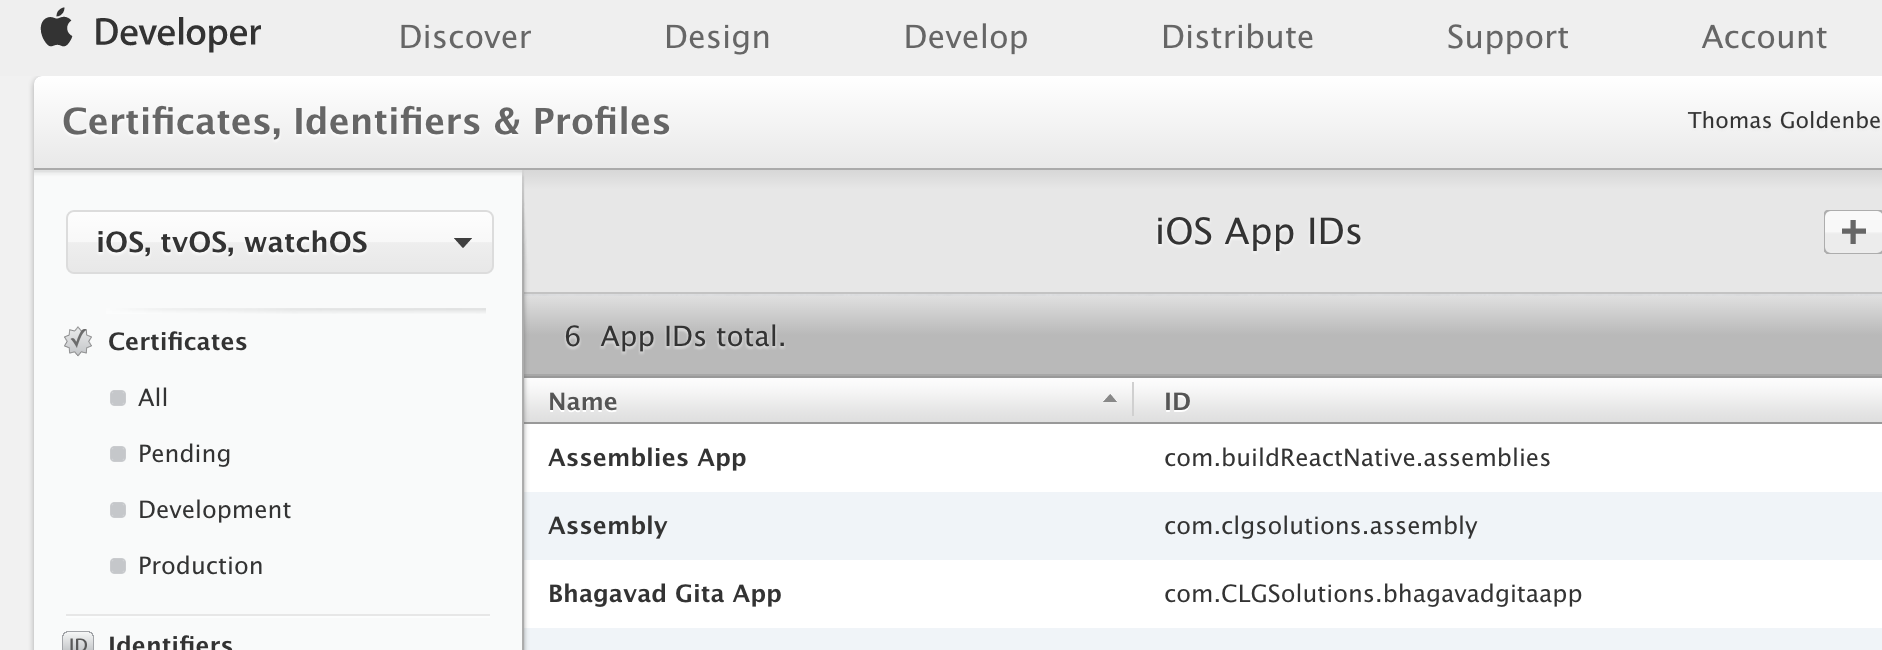 Developer Discover Design Develop Distribute Support Account
Certificates, Identifiers & Profiles
Thomas Goldenbe
iOS, tvOS, watchOS
iOS App IDs
+
Certificates
All
Pending
Development
Production
ID Identifiers
6 App IDs total.
Name ID
Assemblies App com.buildReactNative.assemblies
Assembly com.clgsolutions.assembly
Bhagavad Gita App com.CLGSolutions.bhagavadgitaapp